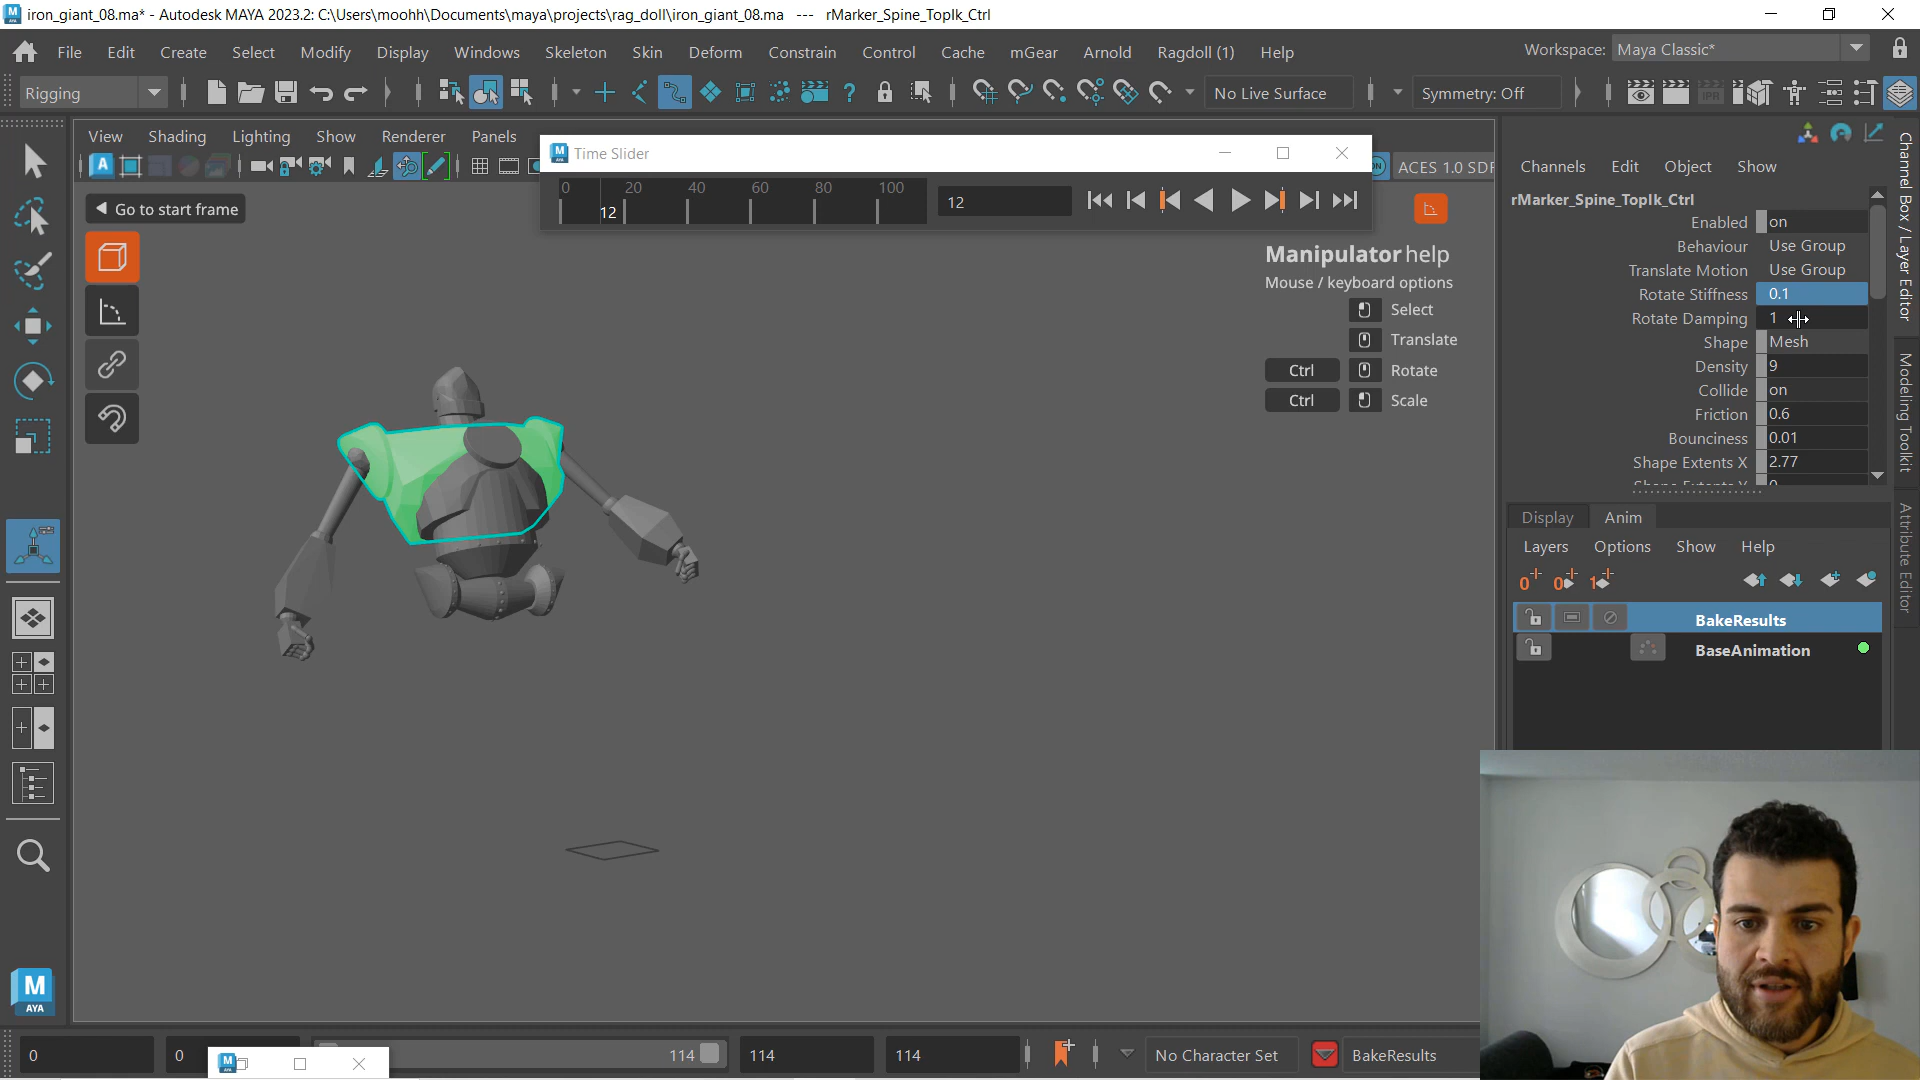 iron_giant_08.ma* - Autodesk MAYA 2023.2: C:\Users\moohh\Documents\maya\projects\rag_doll\iron_giant_08.ma --- rMarker_Spine_TopIk_Ctrl
File Edit Create Select Modify Display Windows Skeleton Skin Deform Constrain Control Cache mGear Arnold Ragdoll (1) Help
Workspace: Maya Classic*
Rigging
No Live Surface
Symmetry: Off
View Shading Lighting Show Renderer Panels
ACES 1.0 SDR
Time Slider
0 20 40 60 80 100
12
12
Go to start frame
Manipulator help
Mouse / keyboard options
Select
Translate
Ctrl Rotate
Ctrl Scale
Channels Edit Object Show
rMarker_Spine_TopIk_Ctrl
Enabled on
Behaviour Use Group
Translate Motion Use Group
Rotate Stiffness 0.1
Rotate Damping 1
Shape Mesh
Density 9
Collide on
Friction 0.6
Bounciness 0.01
Shape Extents X 2.77
Shape Extents Y 0
Channel Box / Layer Editor
Modeling Toolkit
Attribute Editor
Display Anim
Layers Options Show Help
BakeResults
BaseAnimation
M
AYA
0 0 114 114 114
No Character Set
BakeResults